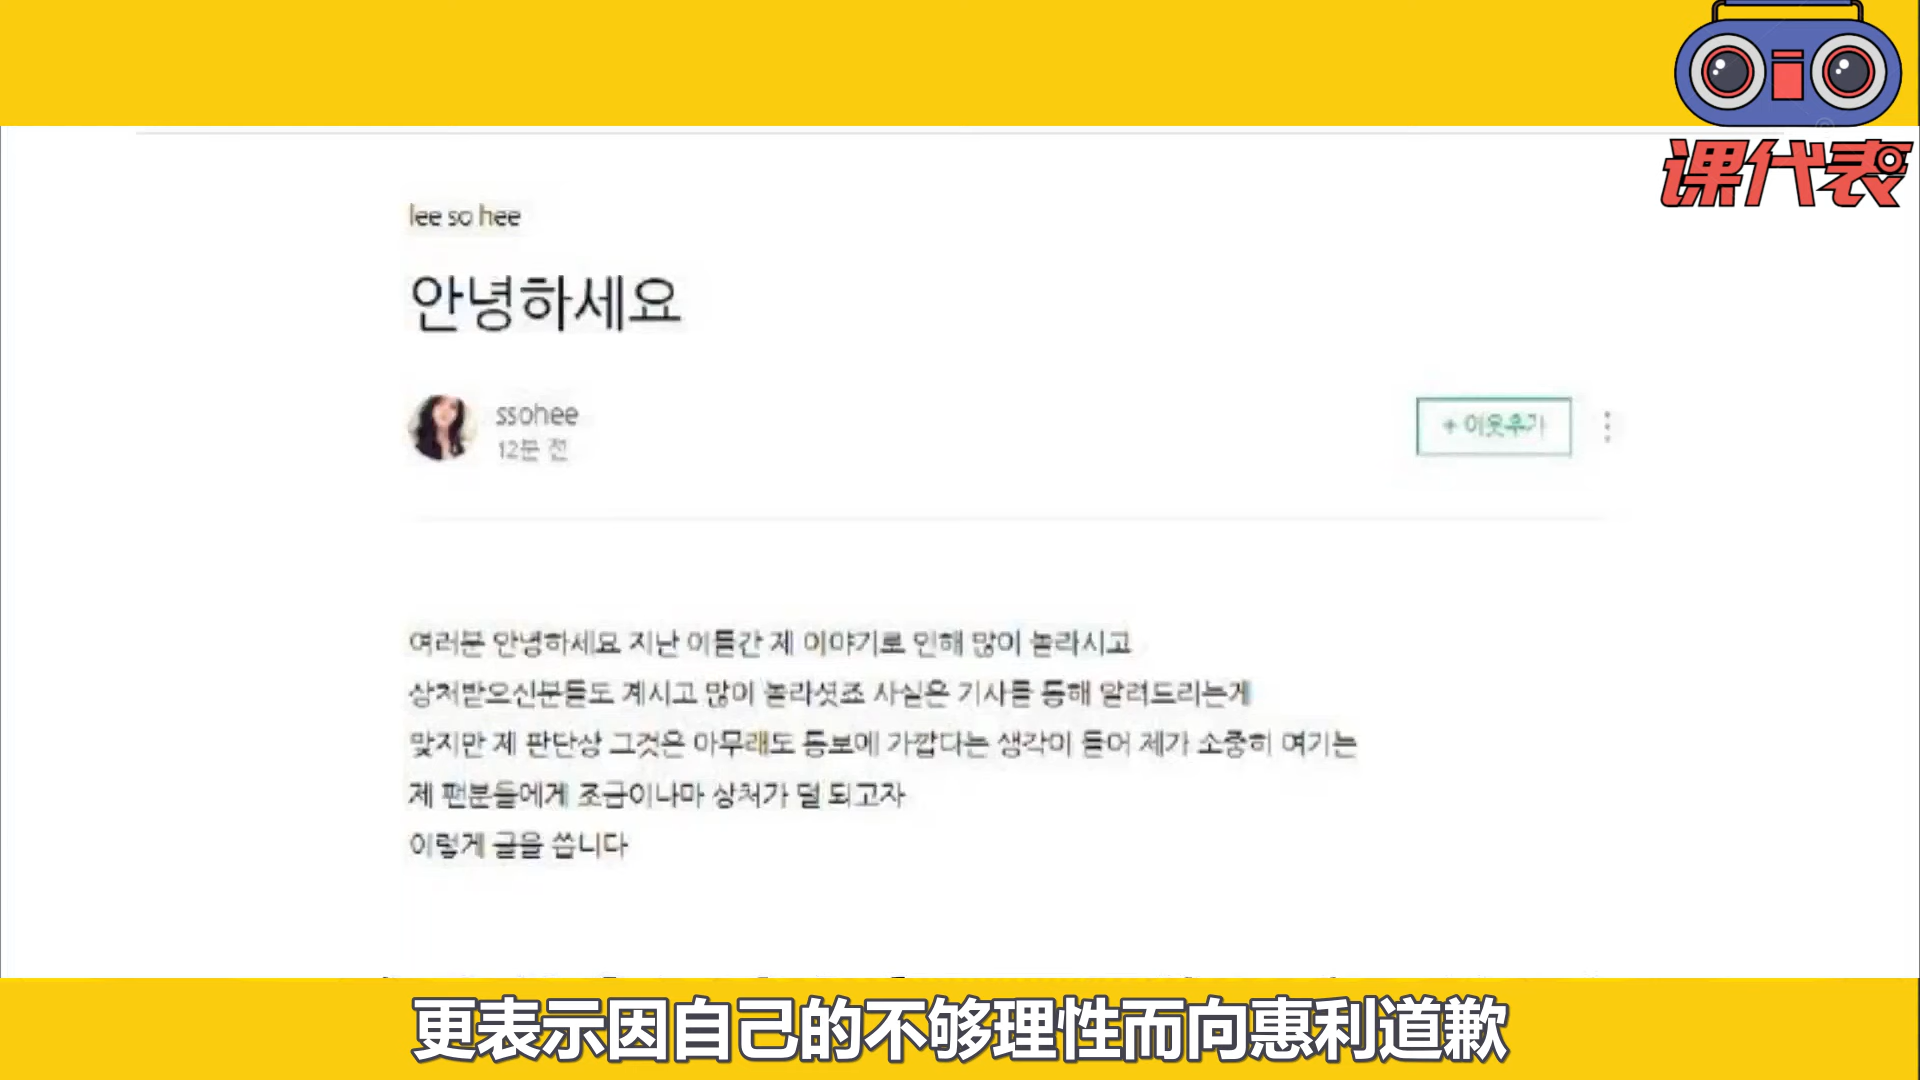 课代表
lee so hee
안녕하세요
ssohee
12분 전
+ 이웃추가
여러분 안녕하세요 지난 이틀간 제 이야기로 인해 많이 놀라시고
상처받으신분들도 계시고 많이 놀라셧죠 사실은 기사를 통해 알려드리는게
맞지만 제 판단상 그것은 아무래도 통보에 가깝다는 생각이 들어 제가 소중히 여기는
제 팬분들에게 조금이나마 상처가 덜 되고자
이렇게 글을 씁니다
更表示因自己的不够理性而向惠利道歉